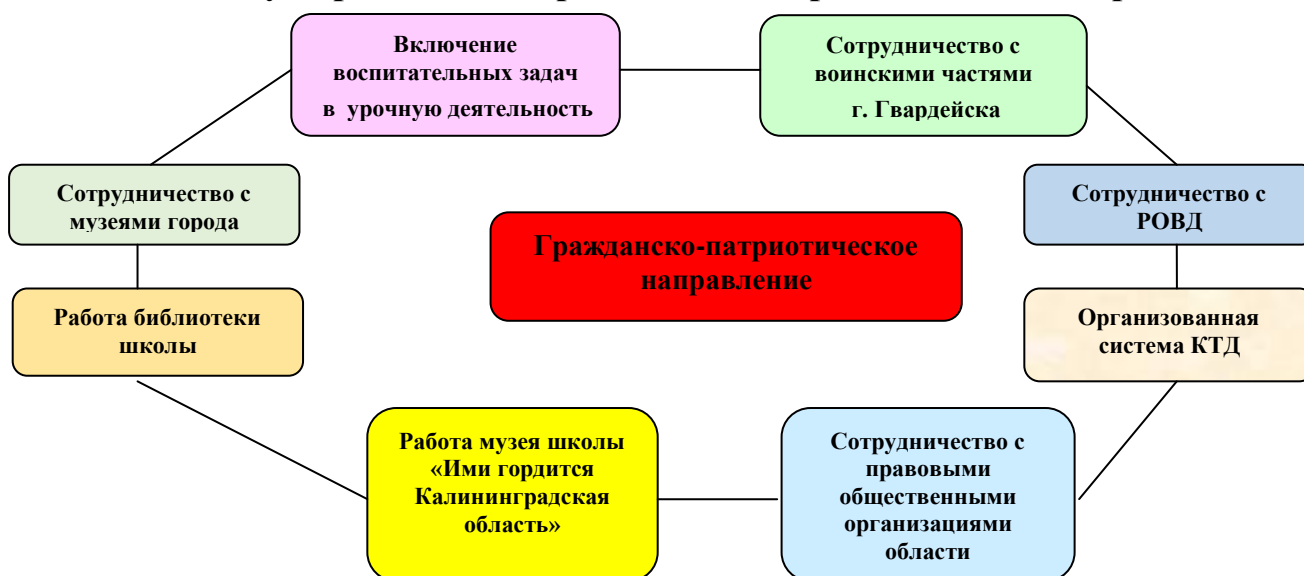 Включение
воспитательных задач
в урочную деятельность
Сотрудничество с
воинскими частями
г. Гвардейска
Сотрудничество с
музеями города
Сотрудничество с
РОВД
Гражданско-патриотическое
направление
Работа библиотеки
школы
Организованная
система КТД
Работа музея школы
«Ими гордится
Калининградская
область»
Сотрудничество с
правовыми
общественными
организациями
области